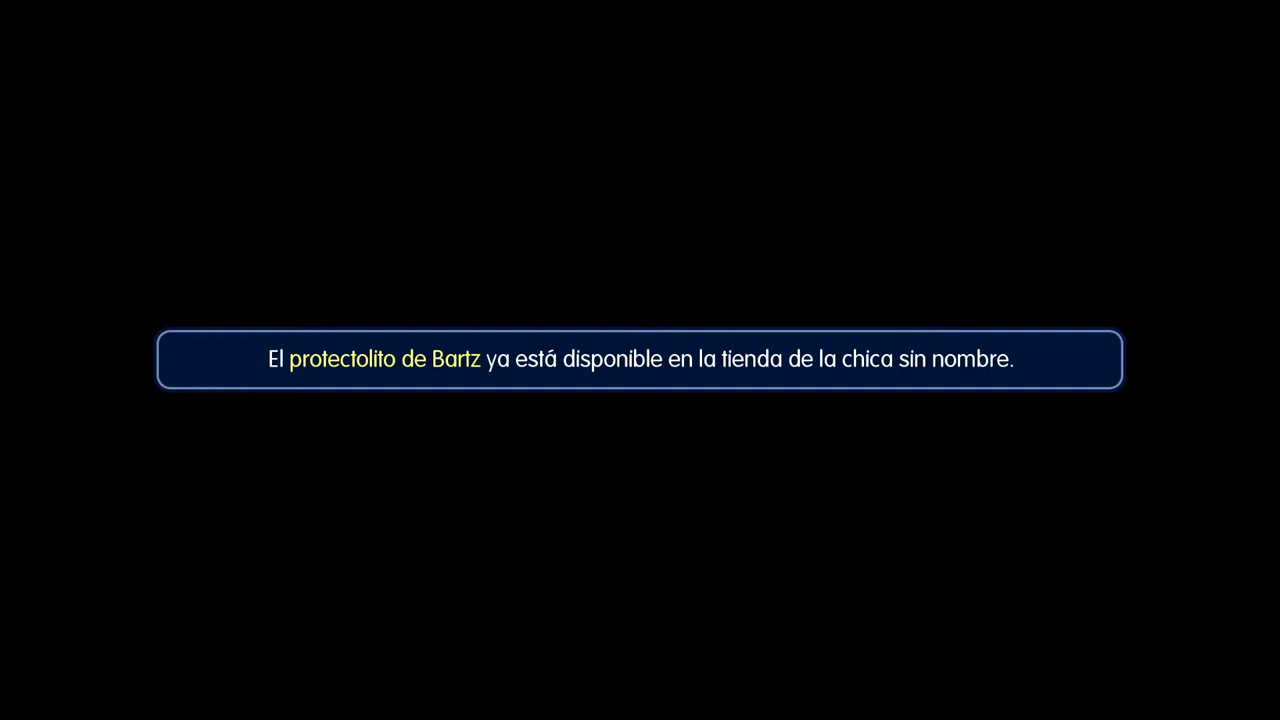 El protectolito de Bartz ya está disponible en la tienda de la chica sin nombre.